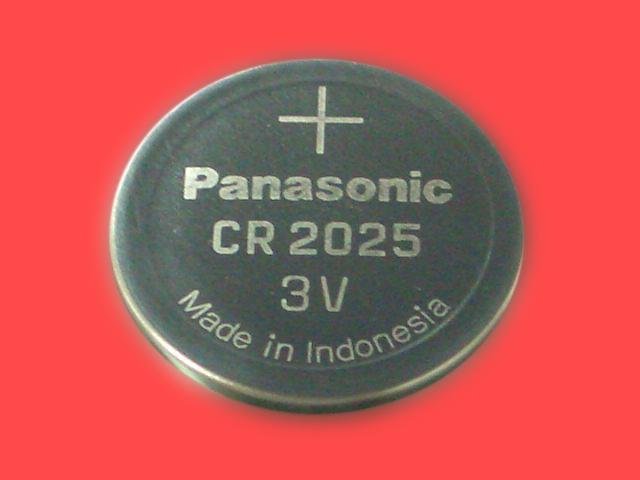 +
Panasonic
CR 2025
3V
Made in Indonesia